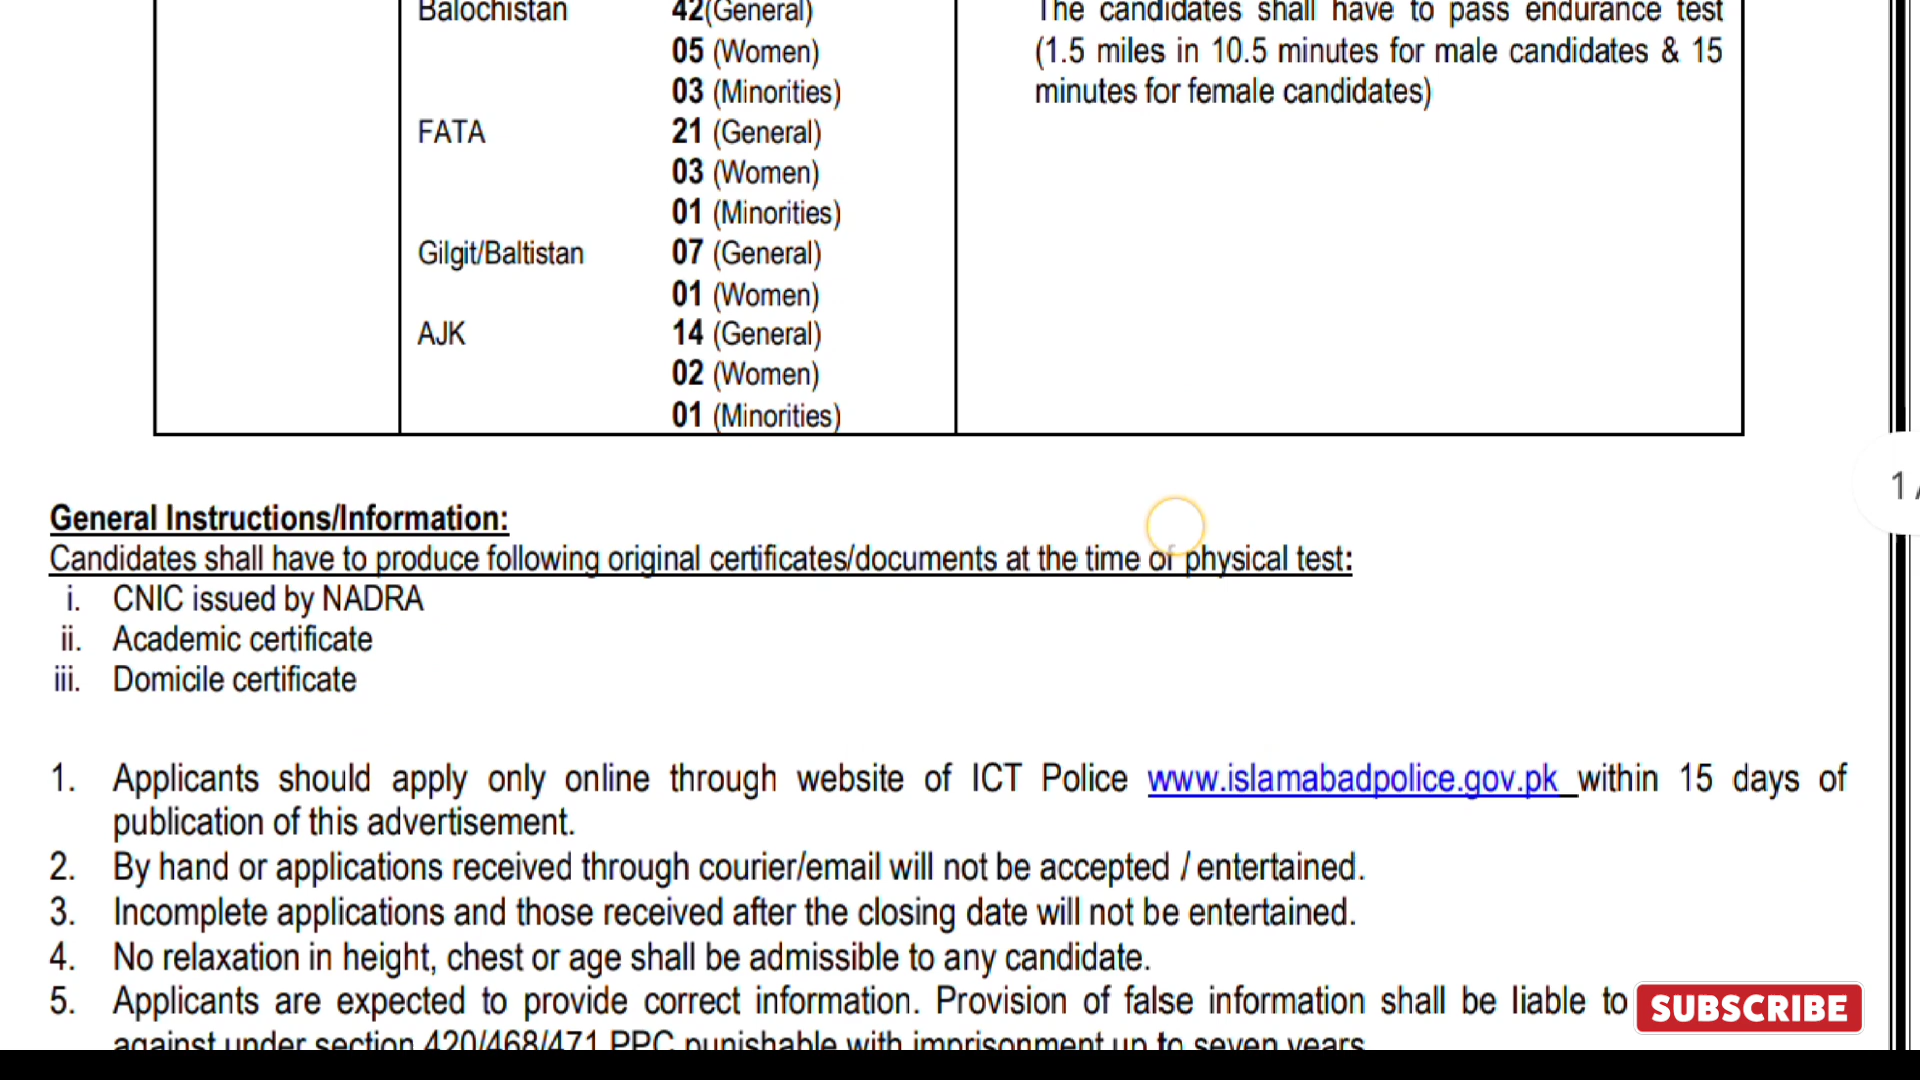 Balochistan 42(General) The candidates shall have to pass endurance test
05 (Women) (1.5 miles in 10.5 minutes for male candidates & 15
03 (Minorities) minutes for female candidates)
FATA 21 (General)
03 (Women)
01 (Minorities)
Gilgit/Baltistan 07 (General)
01 (Women)
AJK 14 (General)
02 (Women)
01 (Minorities)
1 /
General Instructions/Information:
Candidates shall have to produce following original certificates/documents at the time of physical test:
i. CNIC issued by NADRA
ii. Academic certificate
iii. Domicile certificate
1. Applicants should apply only online through website of ICT Police www.islamabadpolice.gov.pk within 15 days of
publication of this advertisement.
2. By hand or applications received through courier/email will not be accepted / entertained.
3. Incomplete applications and those received after the closing date will not be entertained.
4. No relaxation in height, chest or age shall be admissible to any candidate.
5. Applicants are expected to provide correct information. Provision of false information shall be liable to
SUBSCRIBE
against under section 420/468/471 PPC punishable with imprisonment up to seven years